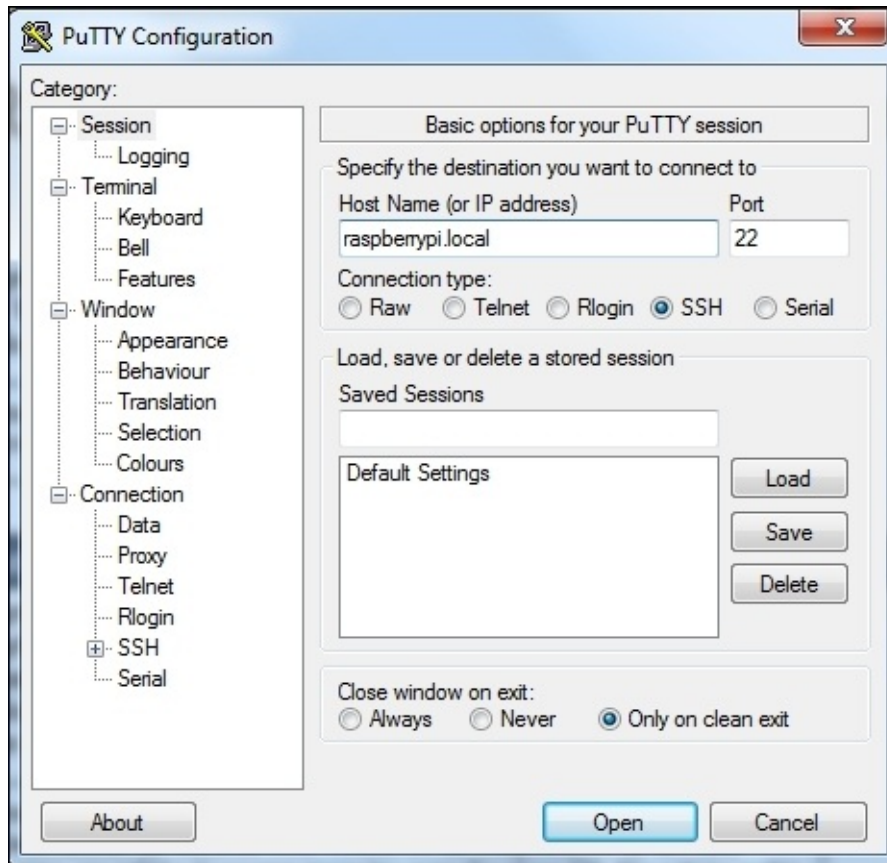 PuTTY Configuration
X
Category:
Session
Logging
Terminal
Keyboard
Bell
Features
Window
Appearance
Behaviour
Translation
Selection
Colours
Connection
Data
Proxy
Telnet
Rlogin
SSH
Serial
Basic options for your PuTTY session
Specify the destination you want to connect to
Host Name (or IP address) Port
raspberrypi.local 22
Connection type:
Raw Telnet Rlogin SSH Serial
Load, save or delete a stored session
Saved Sessions
Default Settings
Load
Save
Delete
Close window on exit:
Always Never Only on clean exit
About Open Cancel